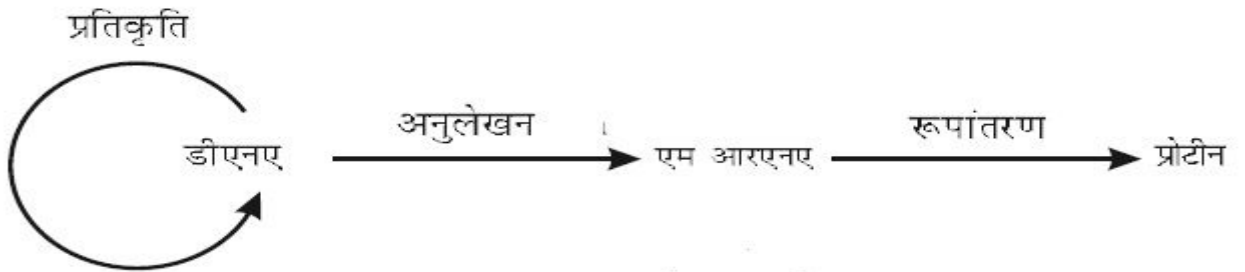 प्रतिकृति
अनुलेखन
रूपांतरण
डीएनए
एम आरएनए
प्रोटीन